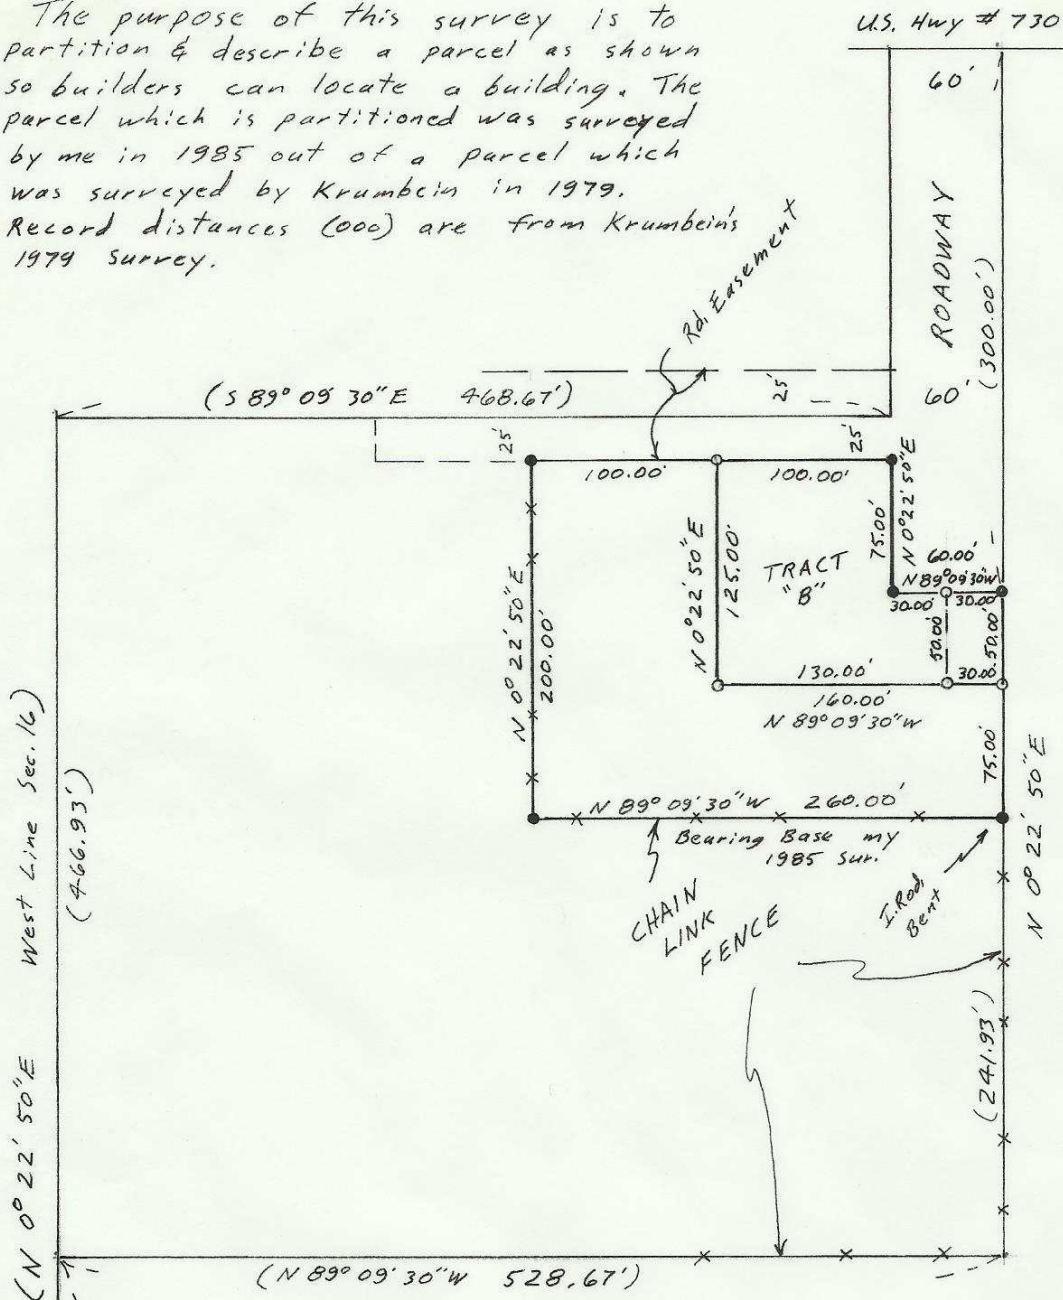 The purpose of this survey is to
partition & describe a parcel as shown
so builders can locate a building. The
parcel which is partitioned was surveyed
by me in 1985 out of a parcel which
was surveyed by Krumbein in 1979.
Record distances (000) are from Krumbein's
1979 Survey.
U.S. Hwy # 730
60'
ROADWAY
(300.00')
60'
Rd. Easement
(S 89° 09' 30" E 468.67')
25'
25'
25'
100.00'
100.00'
N 0° 22' 50" E
75.00'
N 0° 22' 50" E
125.00'
TRACT
"B"
60.00'
N 89° 09' 30" W
30.00'
30.00'
50.00'
50.00'
N 0° 22' 50" E
200.00'
130.00'
30.00
160.00'
N 89° 09' 30" W
75.00'
N 0° 22' 50" E
N 89° 09' 30" W 260.00'
Bearing Base my
1985 Sur.
I. Rod
Bent
CHAIN
LINK
FENCE
(241.93')
West Line Sec. 16)
(466.93')
(N 0° 22' 50" E
(N 89° 09' 30" W 528.67')